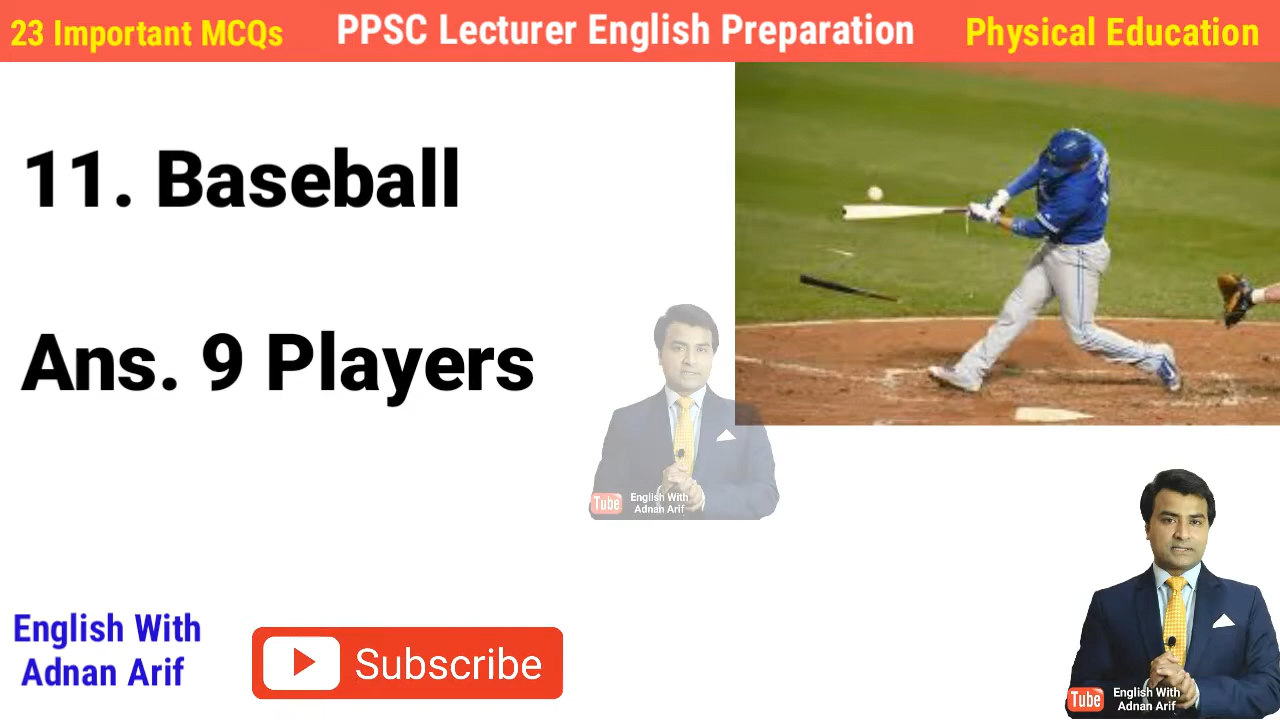 23 Important MCQs
PPSC Lecturer English Preparation
Physical Education
11. Baseball
Ans. 9 Players
Tube
English With
Adnan Arif
English With
Adnan Arif
Subscribe
Tube
English With
Adnan Arif